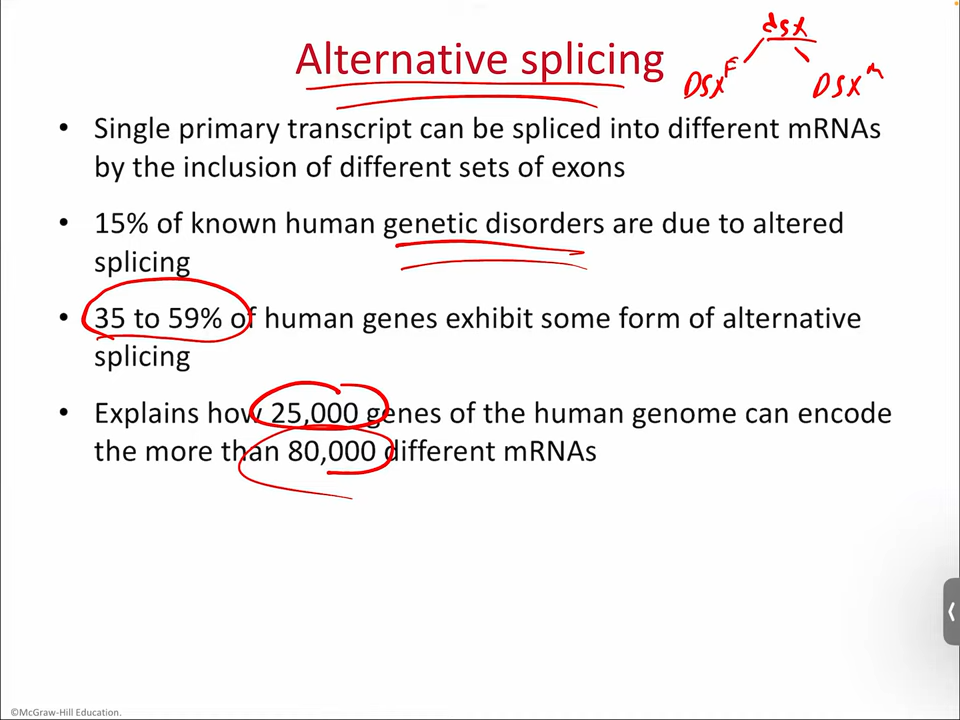 dsx
Alternative splicing
DSX^F DSX^M
• Single primary transcript can be spliced into different mRNAs
by the inclusion of different sets of exons
• 15% of known human genetic disorders are due to altered
splicing
• 35 to 59% of human genes exhibit some form of alternative
splicing
• Explains how 25,000 genes of the human genome can encode
the more than 80,000 different mRNAs
©McGraw-Hill Education.